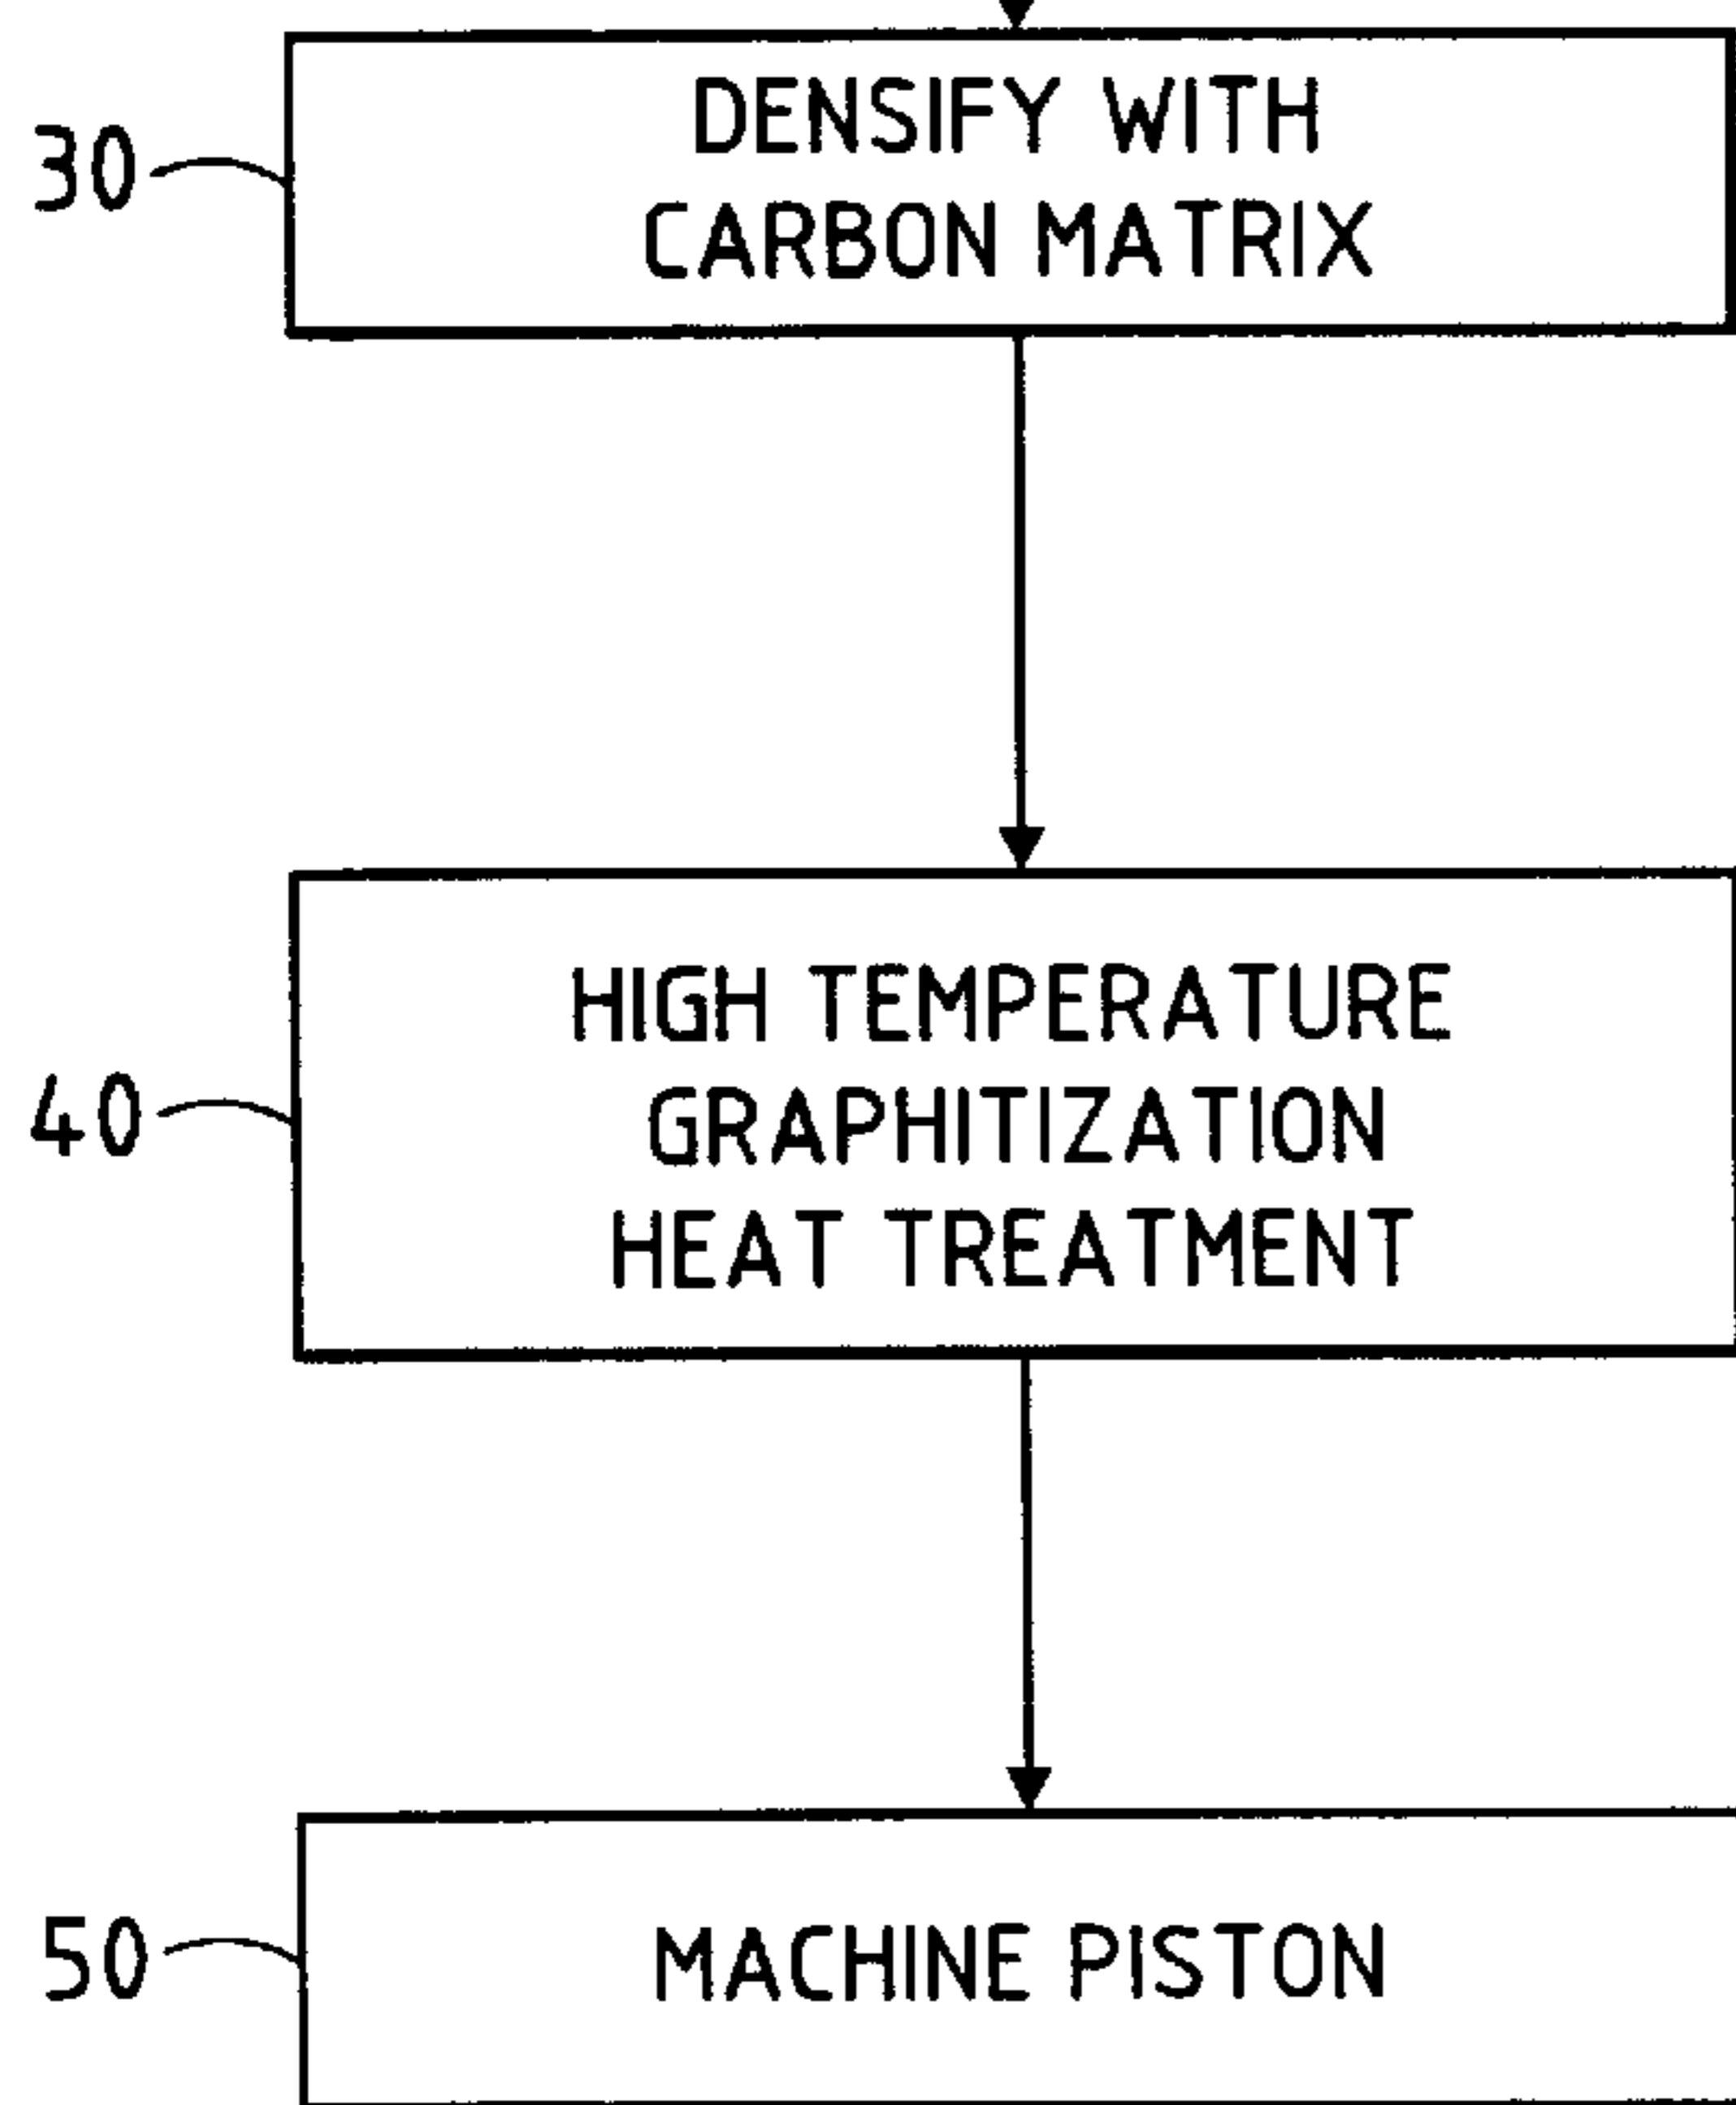 30
DENSIFY WITH
CARBON MATRIX
40
HIGH TEMPERATURE
GRAPHITIZATION
HEAT TREATMENT
50
MACHINE PISTON